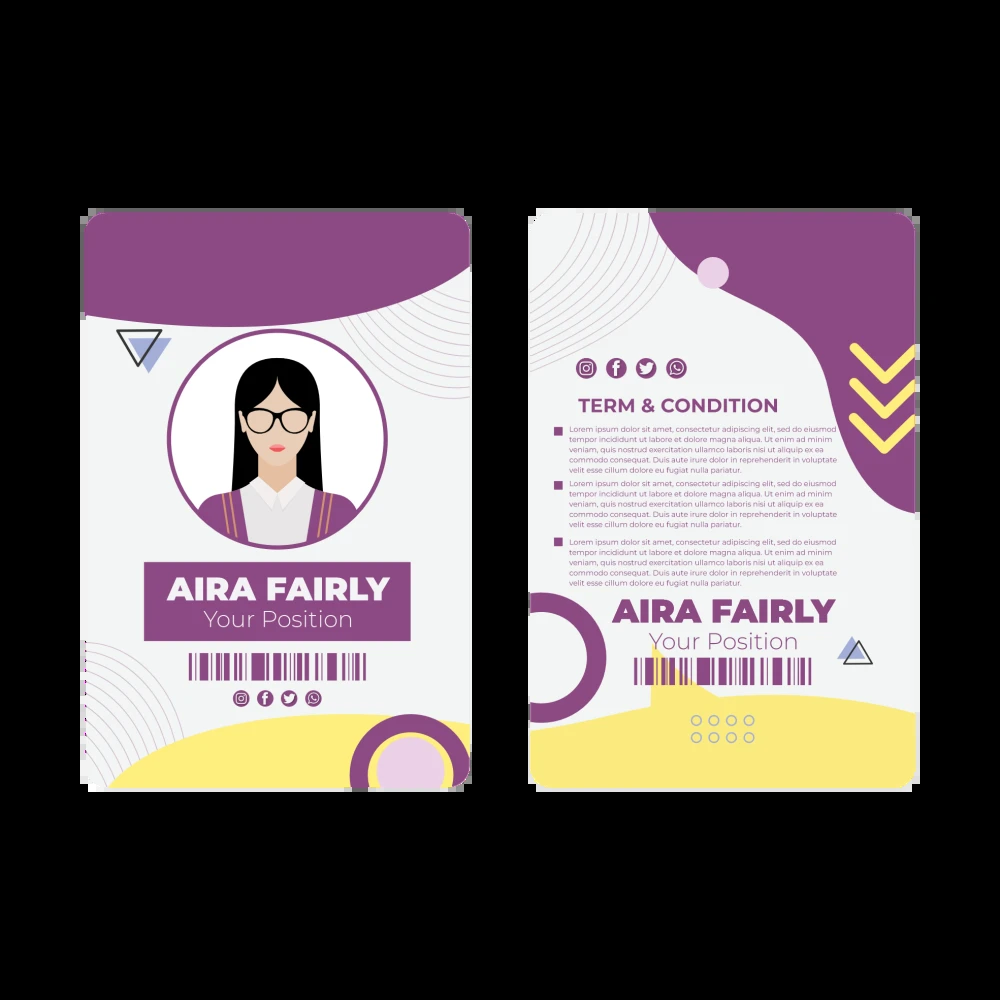 AIRA FAIRLY
Your Position
TERM & CONDITION
Lorem ipsum dolor sit amet, consectetur adipiscing elit, sed do eiusmod
tempor incididunt ut labore et dolore magna aliqua. Ut enim ad minim
veniam, quis nostrud exercitation ullamco laboris nisi ut aliquip ex ea
commodo consequat. Duis aute irure dolor in reprehenderit in voluptate
velit esse cillum dolore eu fugiat nulla pariatur.
Lorem ipsum dolor sit amet, consectetur adipiscing elit, sed do eiusmod
tempor incididunt ut labore et dolore magna aliqua. Ut enim ad minim
veniam, quis nostrud exercitation ullamco laboris nisi ut aliquip ex ea
commodo consequat. Duis aute irure dolor in reprehenderit in voluptate
velit esse cillum dolore eu fugiat nulla pariatur.
Lorem ipsum dolor sit amet, consectetur adipiscing elit, sed do eiusmod
tempor incididunt ut labore et dolore magna aliqua. Ut enim ad minim
veniam, quis nostrud exercitation ullamco laboris nisi ut aliquip ex ea
commodo consequat. Duis aute irure dolor in reprehenderit in voluptate
velit esse cillum dolore eu fugiat nulla pariatur.
AIRA FAIRLY
Your Position